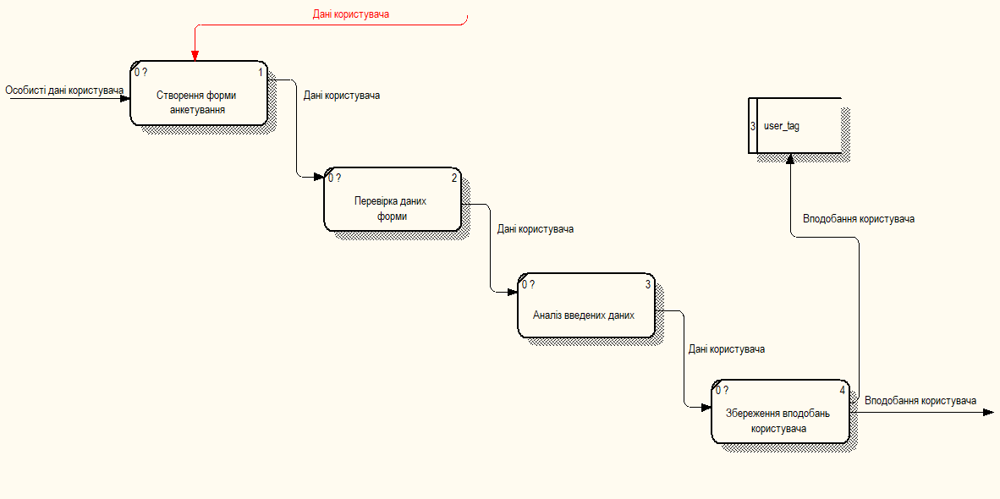 Дані користувача
0 ?
1
Особисті дані користувача
Створення форми
анкетування
Дані користувача
3
user_tag
0 ?
2
Перевірка даних
форми
Вподобання користувача
Дані користувача
0 ?
3
Аналіз введених даних
Дані користувача
0 ?
4
Вподобання користувача
Збереження вподобань
користувача